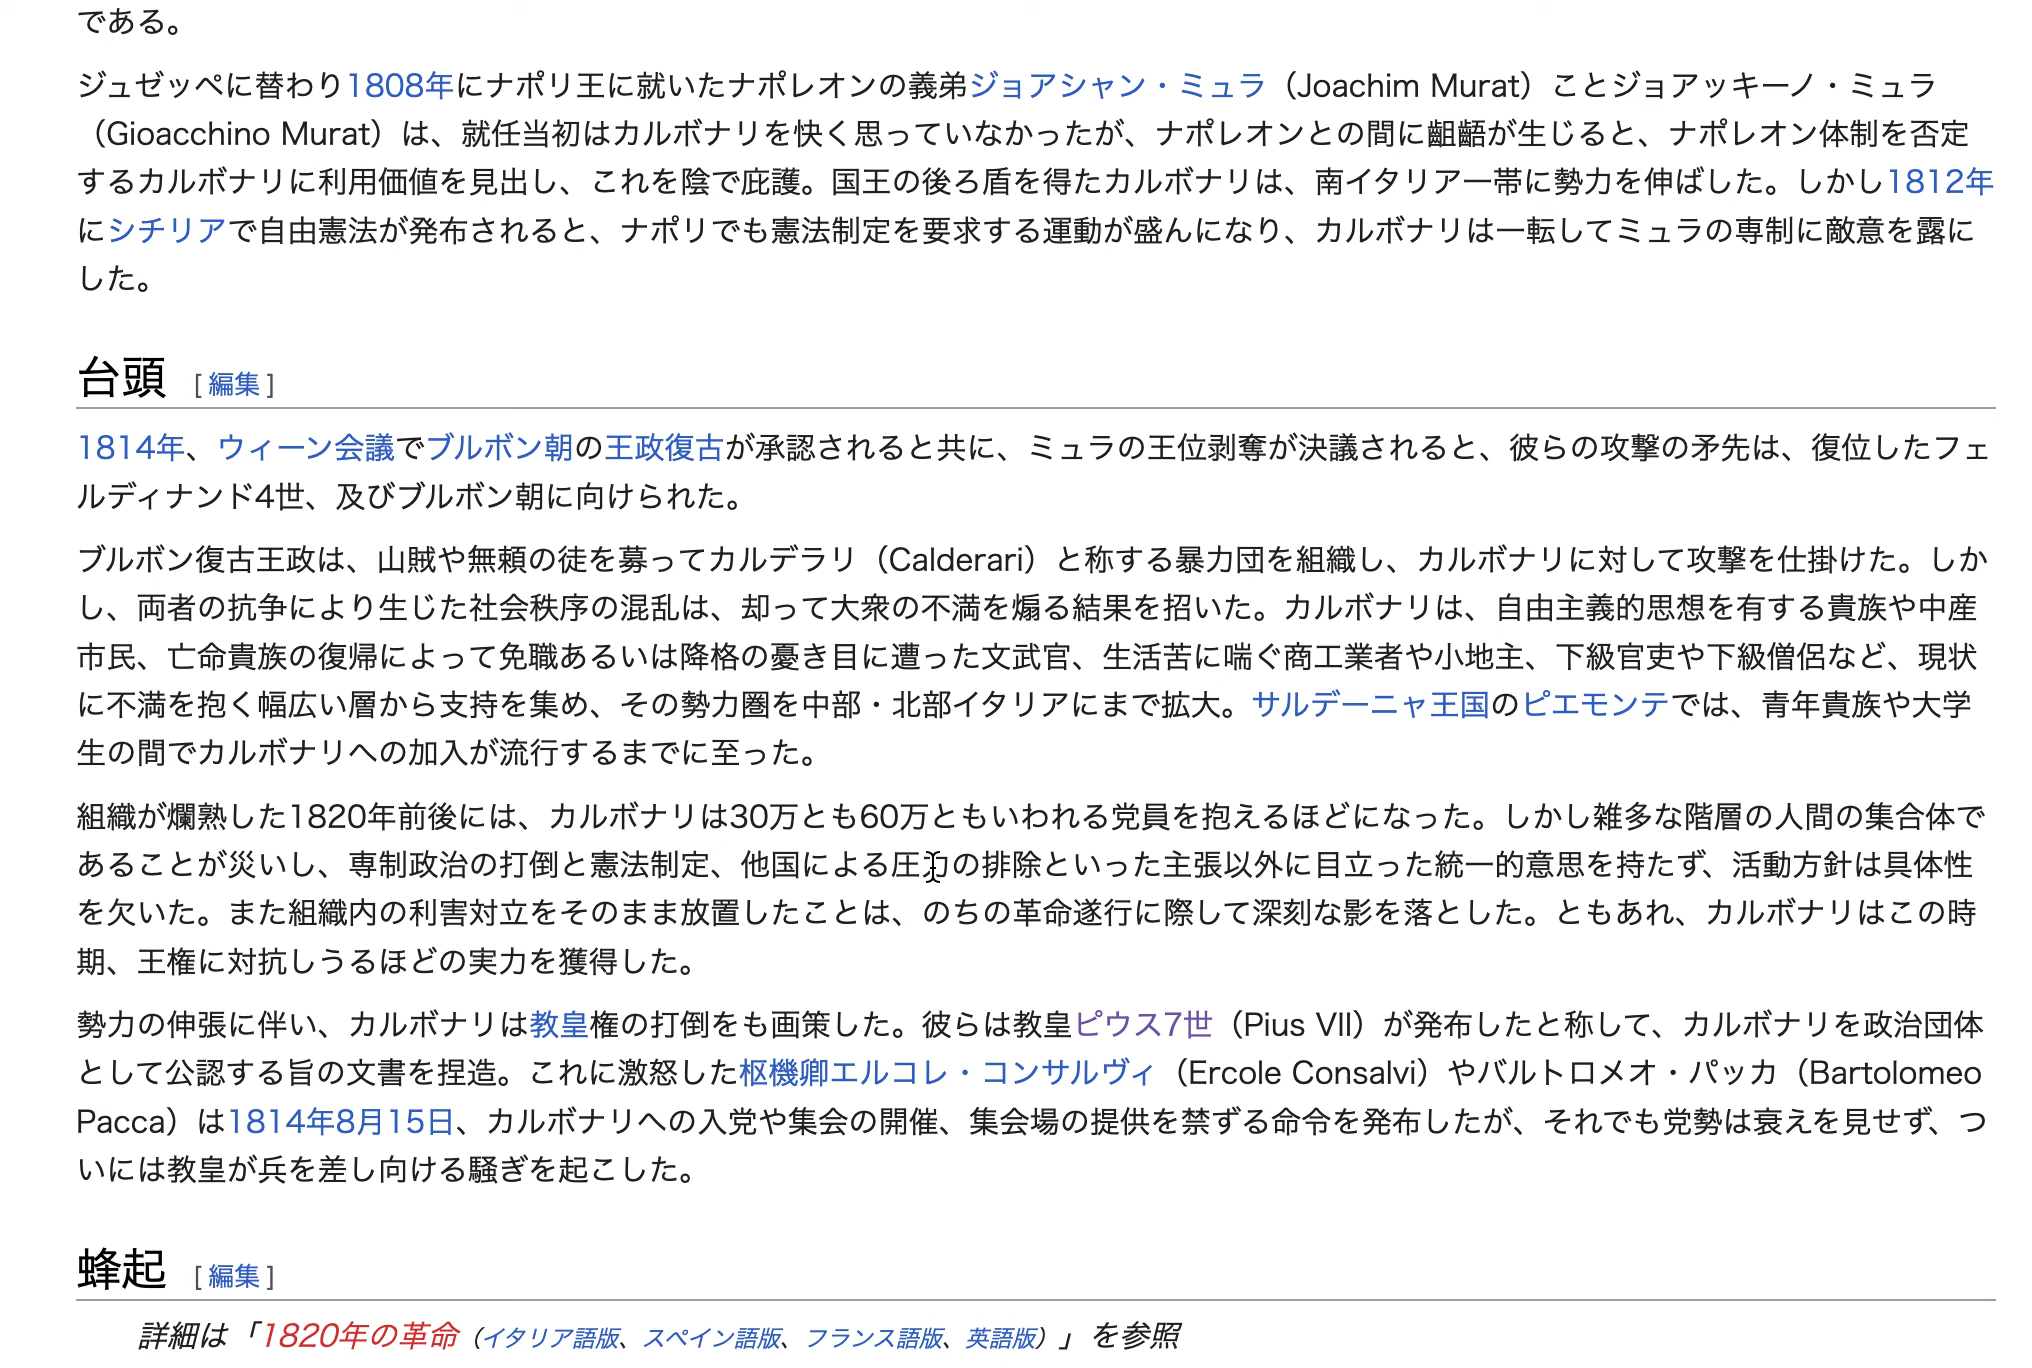 である。
ジュゼッペに替わり1808年にナポリ王に就いたナポレオンの義弟ジョアシャン・ミュラ（Joachim Murat）ことジョアッキーノ・ミュラ
（Gioacchino Murat）は、就任当初はカルボナリを快く思っていなかったが、ナポレオンとの間に齟齬が生じると、ナポレオン体制を否定
するカルボナリに利用価値を見出し、これを陰で庇護。国王の後ろ盾を得たカルボナリは、南イタリア一帯に勢力を伸ばした。しかし1812年
にシチリアで自由憲法が発布されると、ナポリでも憲法制定を要求する運動が盛んになり、カルボナリは一転してミュラの専制に敵意を露に
した。
台頭 [ 編集 ]
1814年、ウィーン会議でブルボン朝の王政復古が承認されると共に、ミュラの王位剥奪が決議されると、彼らの攻撃の矛先は、復位したフェ
ルディナンド4世、及びブルボン朝に向けられた。
ブルボン復古王政は、山賊や無頼の徒を募ってカルデラリ（Calderari）と称する暴力団を組織し、カルボナリに対して攻撃を仕掛けた。しか
し、両者の抗争により生じた社会秩序の混乱は、却って大衆の不満を煽る結果を招いた。カルボナリは、自由主義的思想を有する貴族や中産
市民、亡命貴族の復帰によって免職あるいは降格の憂き目に遭った文武官、生活苦に喘ぐ商工業者や小地主、下級官吏や下級僧侶など、現状
に不満を抱く幅広い層から支持を集め、その勢力圏を中部・北部イタリアにまで拡大。サルデーニャ王国のピエモンテでは、青年貴族や大学
生の間でカルボナリへの加入が流行するまでに至った。
組織が爛熟した1820年前後には、カルボナリは30万とも60万ともいわれる党員を抱えるほどになった。しかし雑多な階層の人間の集合体で
あることが災いし、専制政治の打倒と憲法制定、他国による圧力の排除といった主張以外に目立った統一的意思を持たず、活動方針は具体性
を欠いた。また組織内の利害対立をそのまま放置したことは、のちの革命遂行に際して深刻な影を落とした。ともあれ、カルボナリはこの時
期、王権に対抗しうるほどの実力を獲得した。
勢力の伸張に伴い、カルボナリは教皇権の打倒をも画策した。彼らは教皇ピウス7世（Pius VII）が発布したと称して、カルボナリを政治団体
として公認する旨の文書を捏造。これに激怒した枢機卿エルコレ・コンサルヴィ（Ercole Consalvi）やバルトロメオ・パッカ（Bartolomeo
Pacca）は1814年8月15日、カルボナリへの入党や集会の開催、集会場の提供を禁ずる命令を発布したが、それでも党勢は衰えを見せず、つ
いには教皇が兵を差し向ける騒ぎを起こした。
蜂起 [ 編集 ]
詳細は「1820年の革命（イタリア語版、スペイン語版、フランス語版、英語版）」を参照